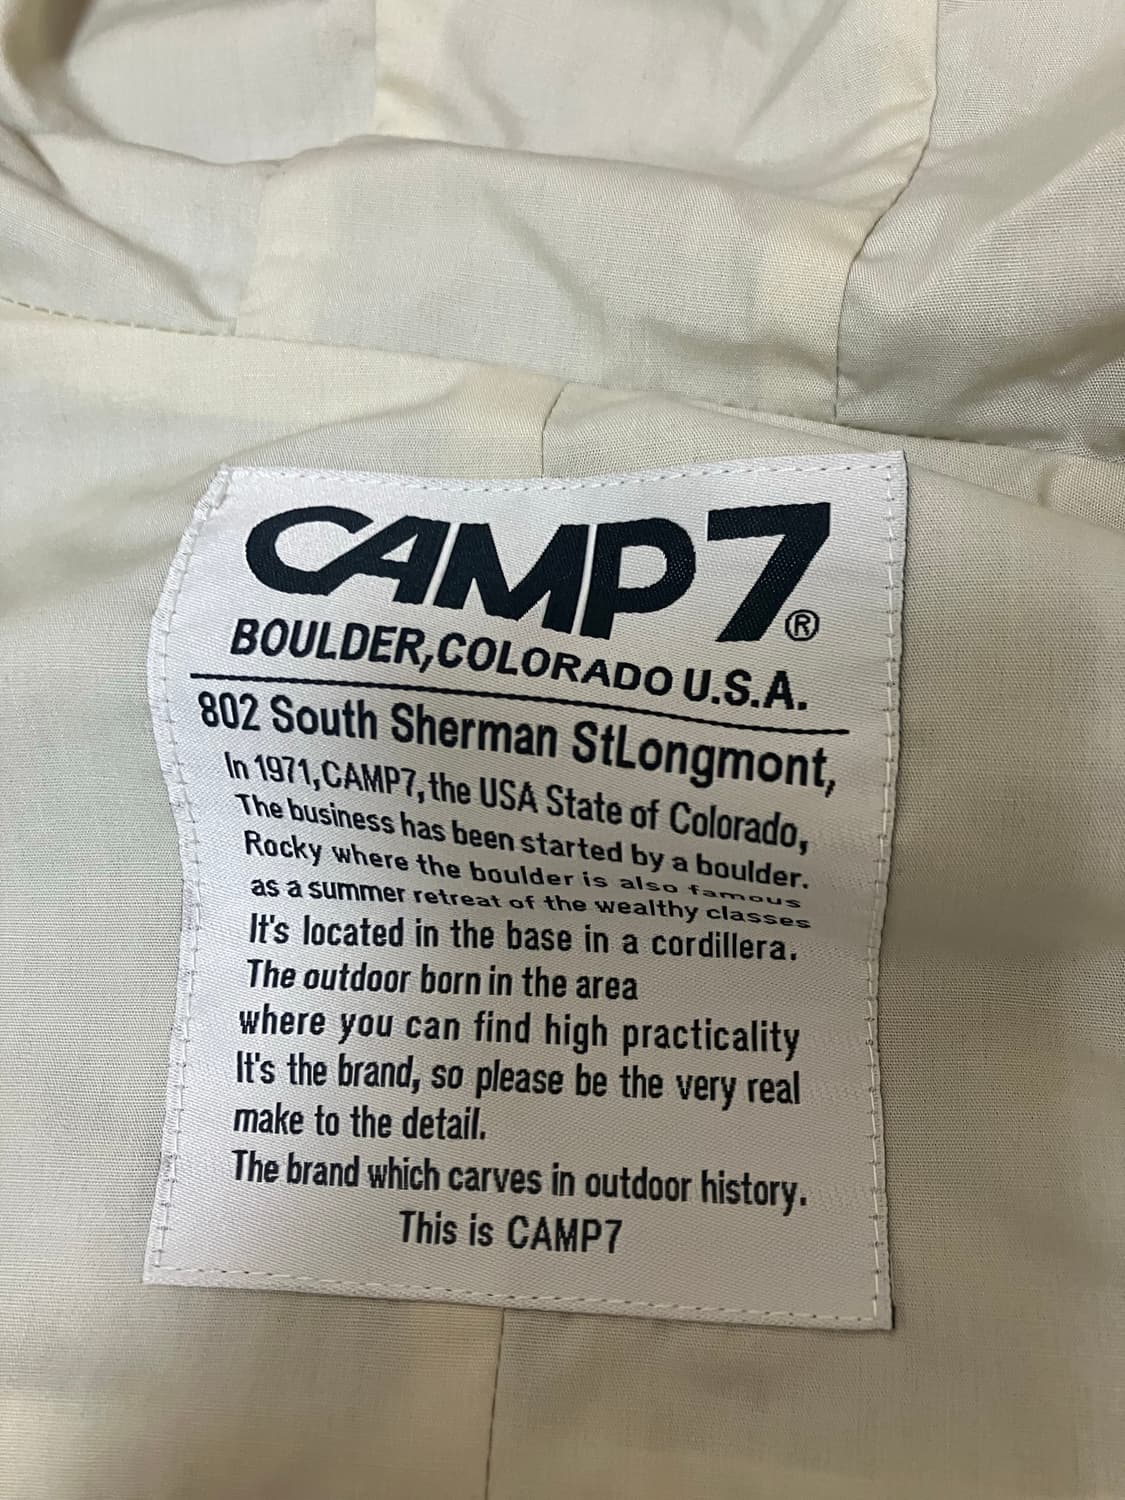 CAMP7®
BOULDER,COLORADO U.S.A.
802 South Sherman StLongmont,
In 1971,CAMP7,the USA State of Colorado,
The business has been started by a boulder.
Rocky where the boulder is also famous
as a summer retreat of the wealthy classes
It's located in the base in a cordillera.
The outdoor born in the area
where you can find high practicality
It's the brand, so please be the very real
make to the detail.
The brand which carves in outdoor history.
This is CAMP7